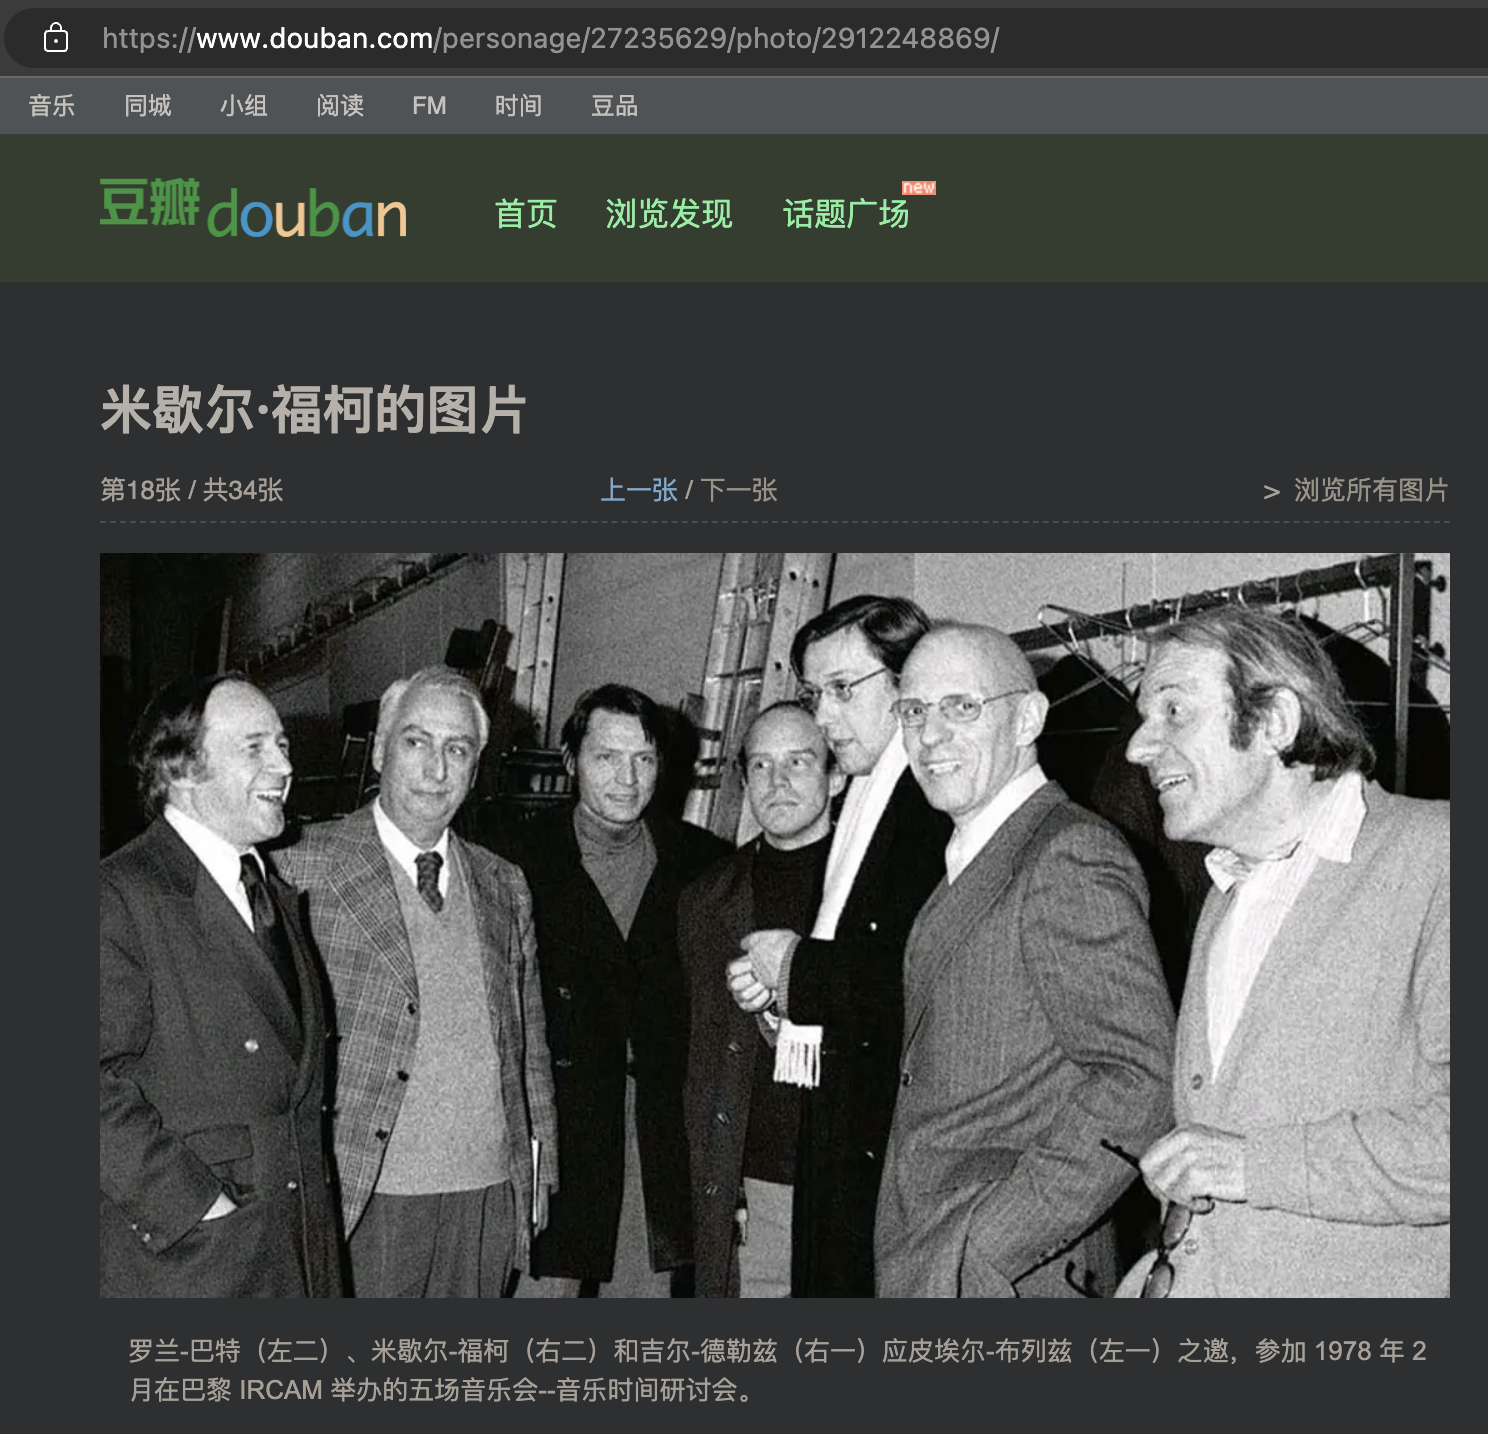 https://www.douban.com/personage/27235629/photo/2912248869/
音乐 同城 小组 阅读 FM 时间 豆品
豆瓣douban 首页 浏览发现 话题广场 new
米歇尔·福柯的图片
第18张 / 共34张 上一张 / 下一张 > 浏览所有图片
罗兰-巴特（左二）、米歇尔-福柯（右二）和吉尔-德勒兹（右一）应皮埃尔-布列兹（左一）之邀，参加 1978 年 2
月在巴黎 IRCAM 举办的五场音乐会--音乐时间研讨会。